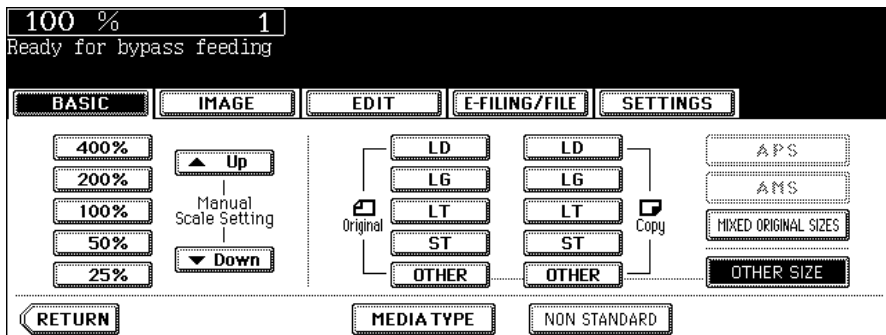 100 % 1
Ready for bypass feeding
BASIC IMAGE EDIT E-FILING/FILE SETTINGS
400% LD LD APS
Up
200% LG LG AMS
100% Manual Scale Setting Original LT LT Copy MIXED ORIGINAL SIZES
50% ST ST
Down
25% OTHER OTHER OTHER SIZE
RETURN MEDIA TYPE NON STANDARD